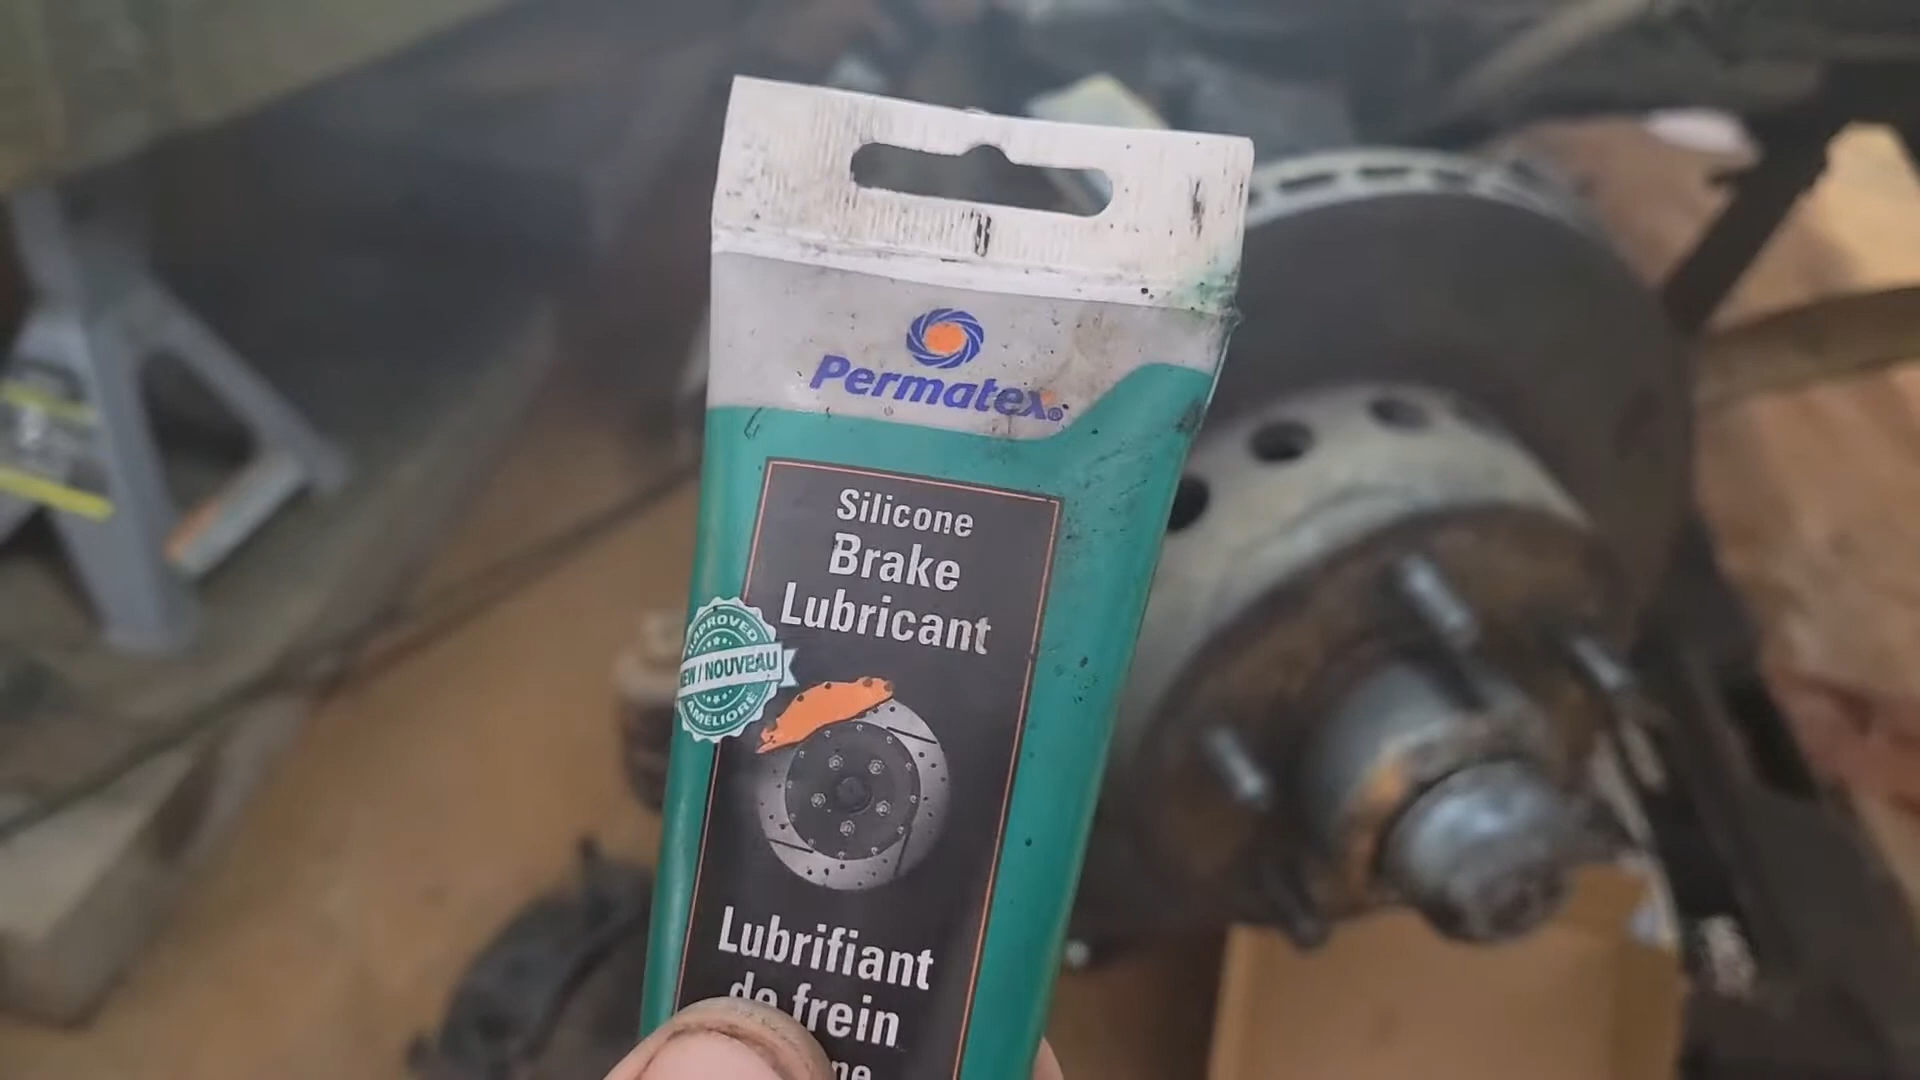 Permatex®
Silicone
Brake
Lubricant
IMPROVED
NEW / NOUVEAU
AMÉLIORÉ
Lubrifiant
de frein